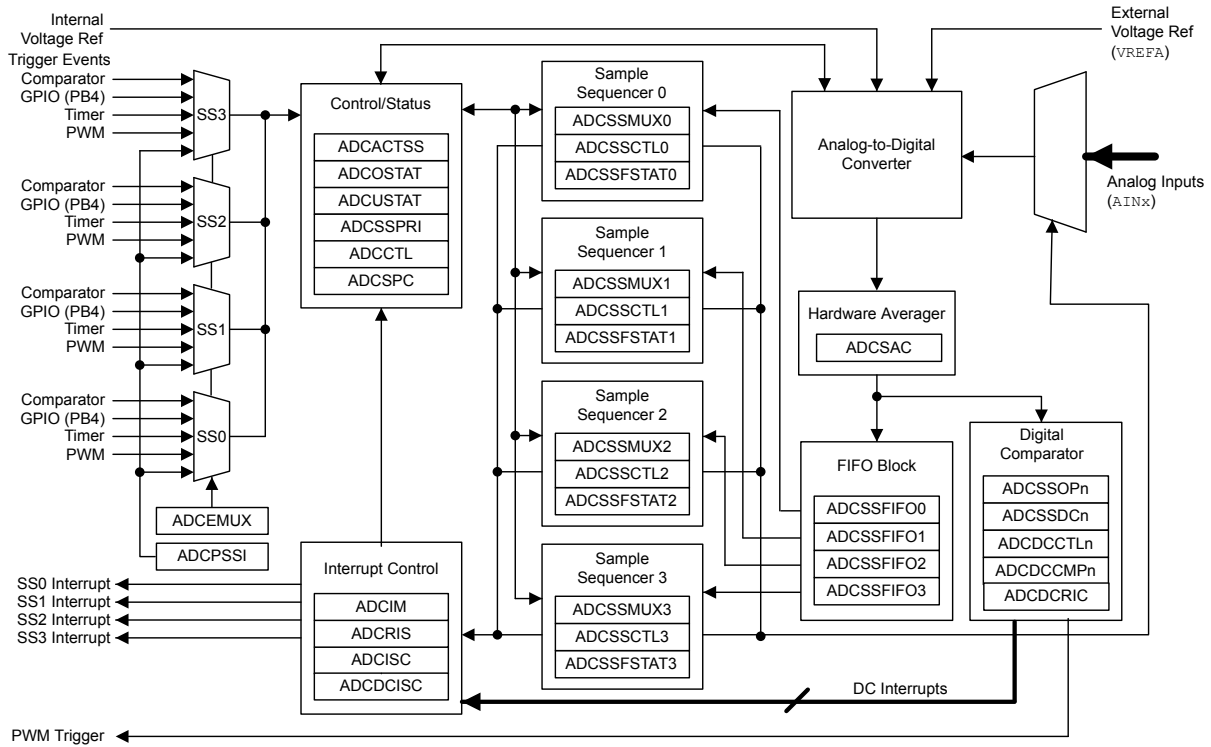 Internal
Voltage Ref
External
Voltage Ref
(VREFA)
Trigger Events
Comparator
GPIO (PB4)
Timer
PWM
SS3
Comparator
GPIO (PB4)
Timer
PWM
SS2
Comparator
GPIO (PB4)
Timer
PWM
SS1
Comparator
GPIO (PB4)
Timer
PWM
SS0
ADCEMUX
ADCPSSI
SS0 Interrupt
SS1 Interrupt
SS2 Interrupt
SS3 Interrupt
PWM Trigger
Control/Status
ADCACTSS
ADCOSTAT
ADCUSTAT
ADCSSPRI
ADCCTL
ADCSPC
Interrupt Control
ADCIM
ADCRIS
ADCISC
ADCDCISC
Sample
Sequencer 0
ADCSSMUX0
ADCSSCTL0
ADCSSFSTAT0
Sample
Sequencer 1
ADCSSMUX1
ADCSSCTL1
ADCSSFSTAT1
Sample
Sequencer 2
ADCSSMUX2
ADCSSCTL2
ADCSSFSTAT2
Sample
Sequencer 3
ADCSSMUX3
ADCSSCTL3
ADCSSFSTAT3
Analog-to-Digital
Converter
Analog Inputs
(AINx)
Hardware Averager
ADCSAC
FIFO Block
ADCSSFIFO0
ADCSSFIFO1
ADCSSFIFO2
ADCSSFIFO3
Digital
Comparator
ADCSSOPn
ADCSSDCn
ADCDCCTLn
ADCDCCMPn
ADCDCRIC
DC Interrupts